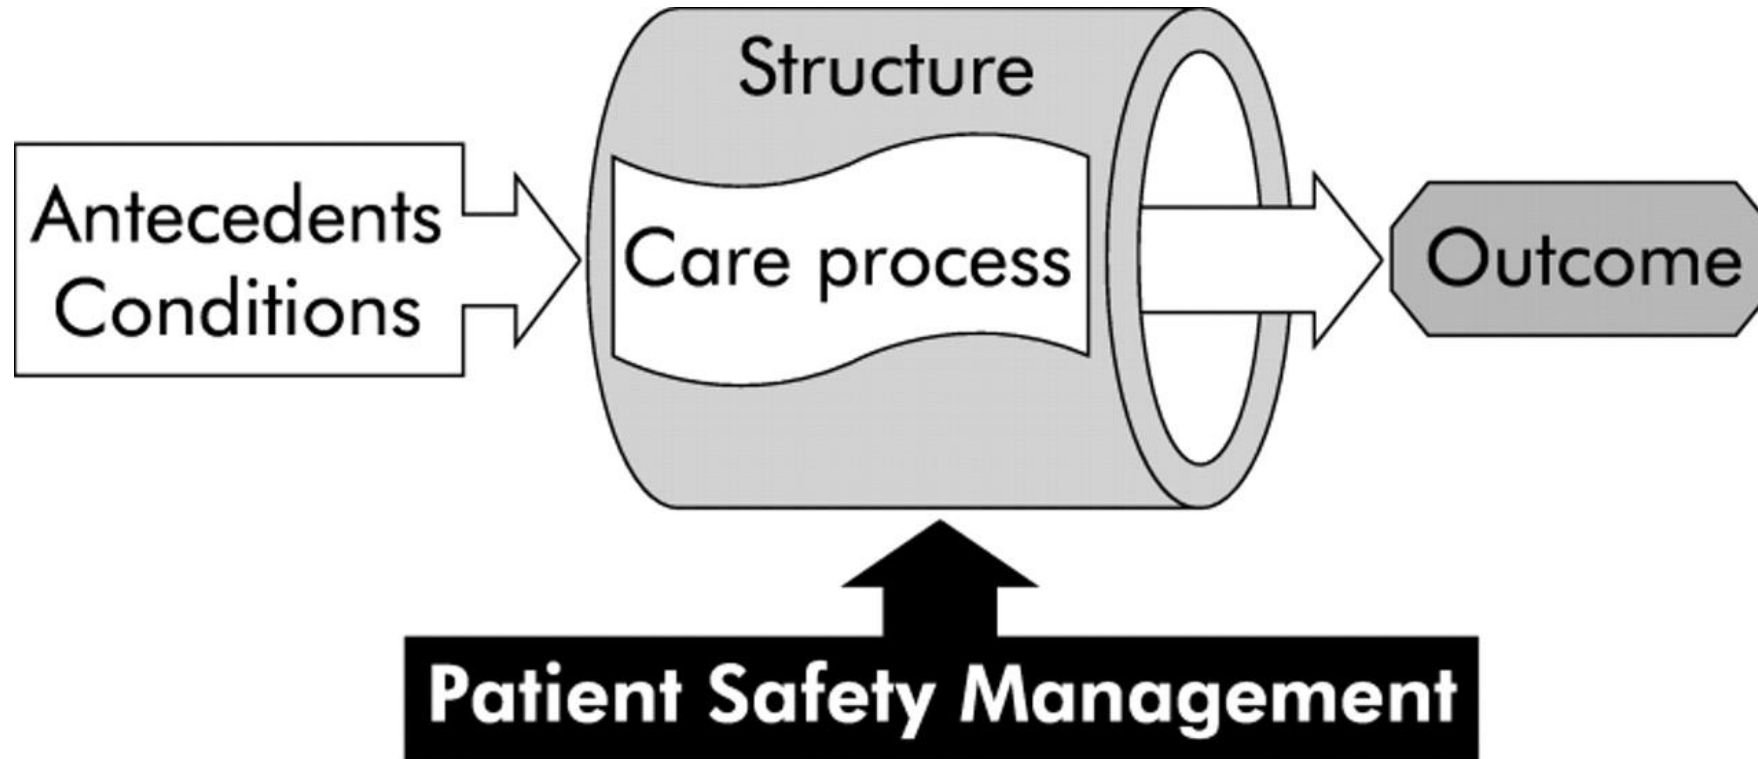 Structure
Antecedents
Conditions
Care process
Outcome
Patient Safety Management